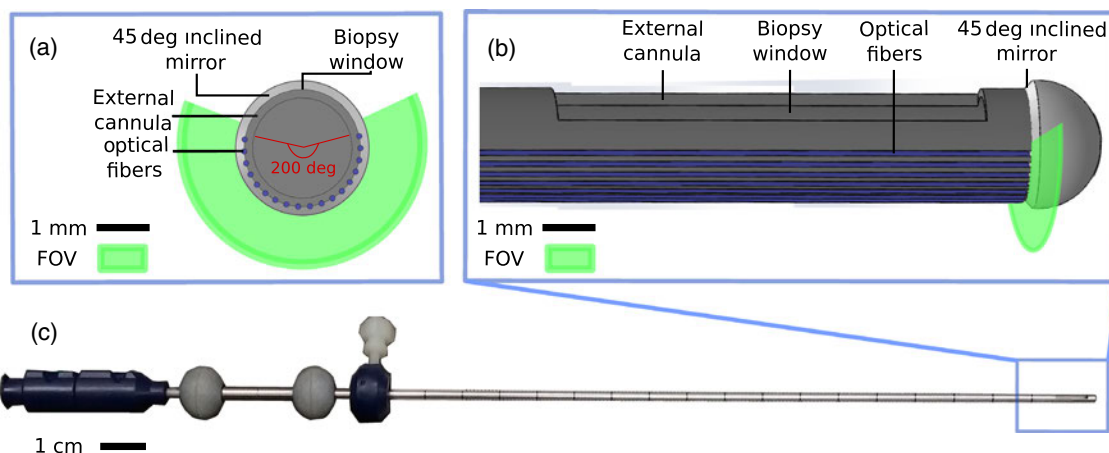 (a)
45 deg inclined
mirror
Biopsy
window
External
cannula
optical
fibers
200 deg
1 mm
FOV
(b)
External
cannula
Biopsy
window
Optical
fibers
45 deg inclined
mirror
1 mm
FOV
(c)
1 cm